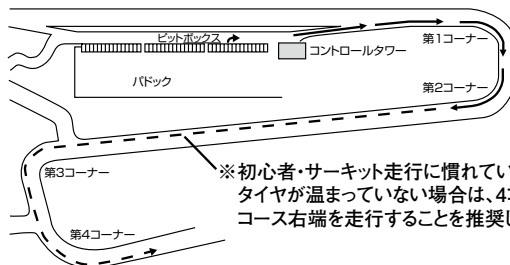 ピットボックス
コントロールタワー
第1コーナー
パドック
第2コーナー
※初心者・サーキット走行に慣れてい
タイヤが温まっていない場合は、4コ
コース右端を走行することを推奨し
第3コーナー
第4コーナー